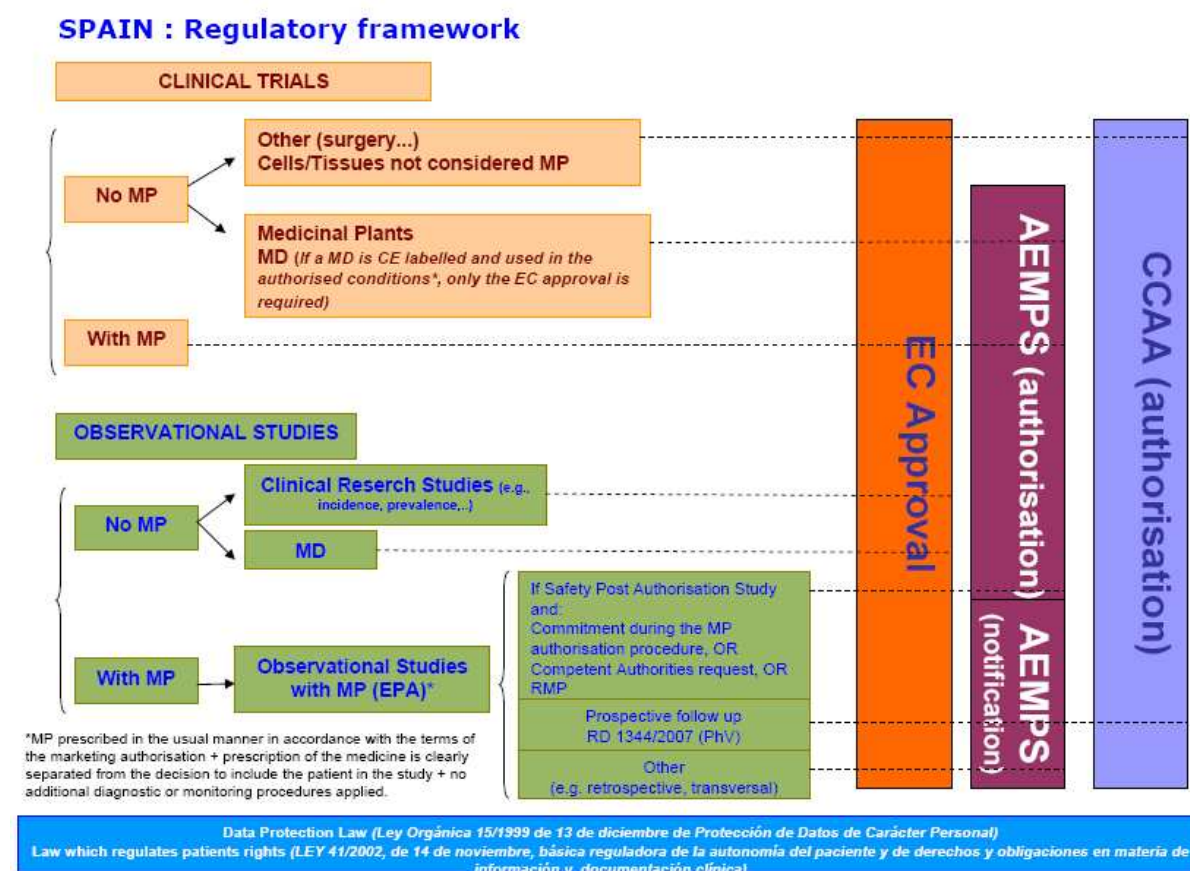 SPAIN : Regulatory framework
CLINICAL TRIALS
Other (surgery...)
Cells/Tissues not considered MP
No MP
Medicinal Plants
MD (If a MD is CE labelled and used in the
authorised conditions*, only the EC approval is
required)
With MP
OBSERVATIONAL STUDIES
Clinical Reserch Studies (e.g.,
incidence, prevalence,..)
No MP
MD
If Safety Post Authorisation Study
and:
Commitment during the MP
authorisation procedure, OR
Competent Authorities request, OR
RMP
With MP
Observational Studies
with MP (EPA)*
Prospective follow up
RD 1344/2007 (PhV)
Other
(e.g. retrospective, transversal)
EC Approval
AEMPS (authorisation)
AEMPS
(notification)
CCAA (authorisation)
*MP prescribed in the usual manner in accordance with the terms of
the marketing authorisation + prescription of the medicine is clearly
separated from the decision to include the patient in the study + no
additional diagnostic or monitoring procedures applied.
Data Protection Law (Ley Orgánica 15/1999 de 13 de diciembre de Protección de Datos de Carácter Personal)
Law which regulates patients rights (LEY 41/2002, de 14 de noviembre, básica reguladora de la autonomía del paciente y de derechos y obligaciones en materia de
información y documentación clínica)